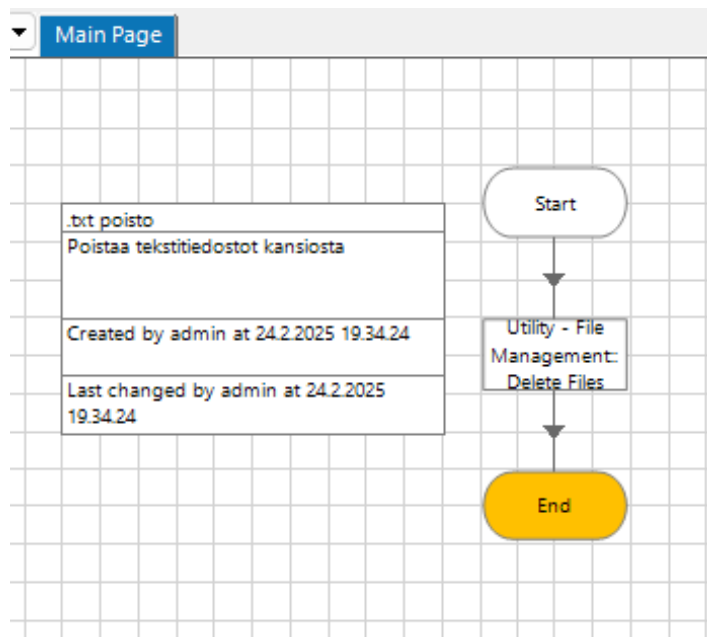 Main Page
.txt poisto
Poistaa tekstitiedostot kansiosta
Created by admin at 24.2.2025 19.34.24
Last changed by admin at 24.2.2025
19.34.24
Start
Utility - File
Management::
Delete Files
End